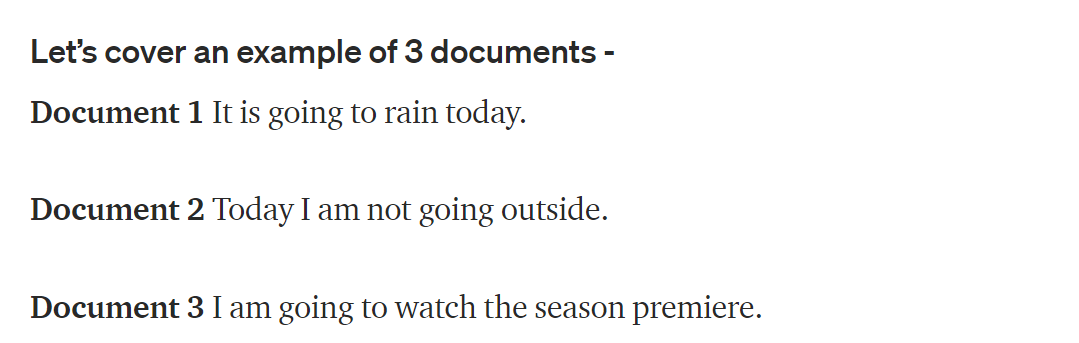 Let’s cover an example of 3 documents -
Document 1 It is going to rain today.
Document 2 Today I am not going outside.
Document 3 I am going to watch the season premiere.